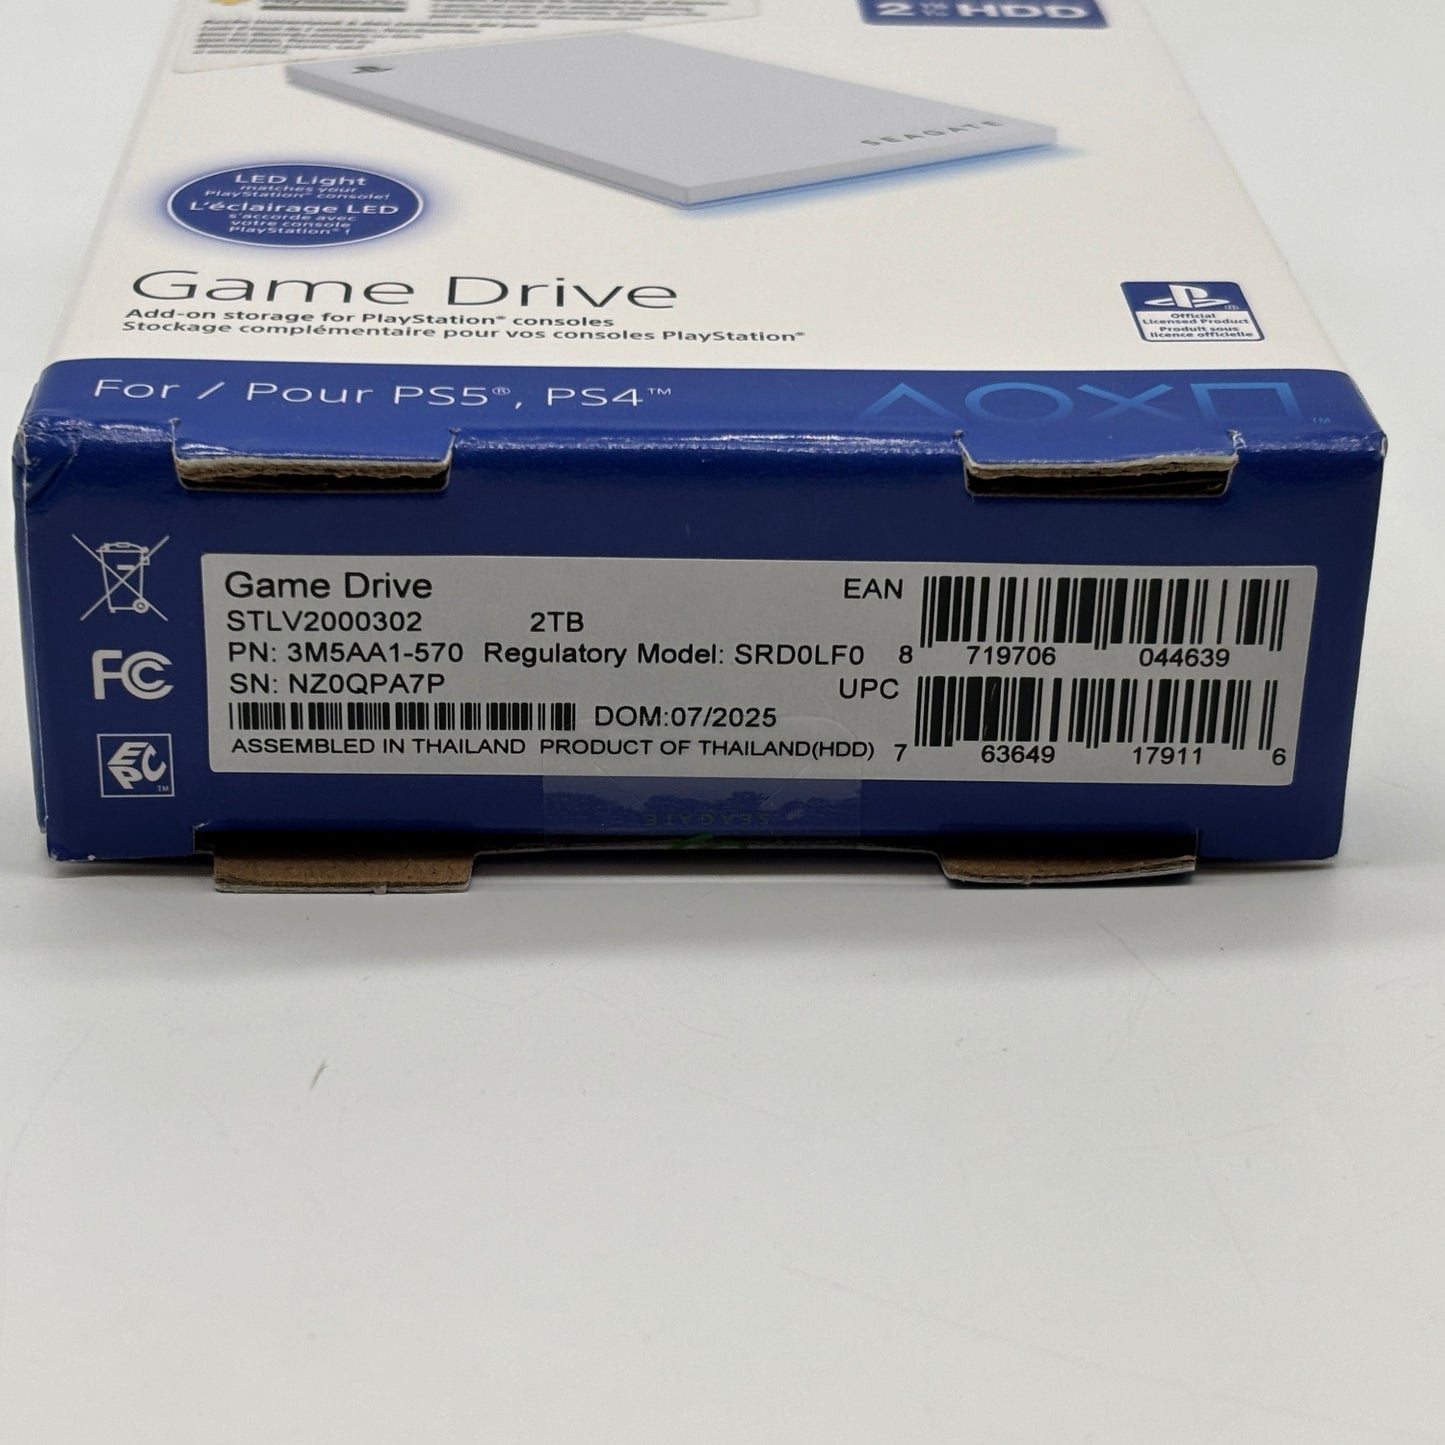 2 HDD
SEAGATE
LED Light
matches your
PlayStation® console!
L'éclairage LED
s'accorde avec
votre console
PlayStation® !
Game Drive
Add-on storage for PlayStation® consoles
Stockage complémentaire pour vos consoles PlayStation®
Official
Licensed Product
Produit sous
licence officielle
For / Pour PS5®, PS4™
Game Drive
STLV2000302 2TB
PN: 3M5AA1-570 Regulatory Model: SRD0LF0
SN: NZ0QPA7P
DOM:07/2025
ASSEMBLED IN THAILAND PRODUCT OF THAILAND(HDD)
EAN
8 719706 044639
UPC
7 63649 17911 6
FC
EPC™
SEAGATE